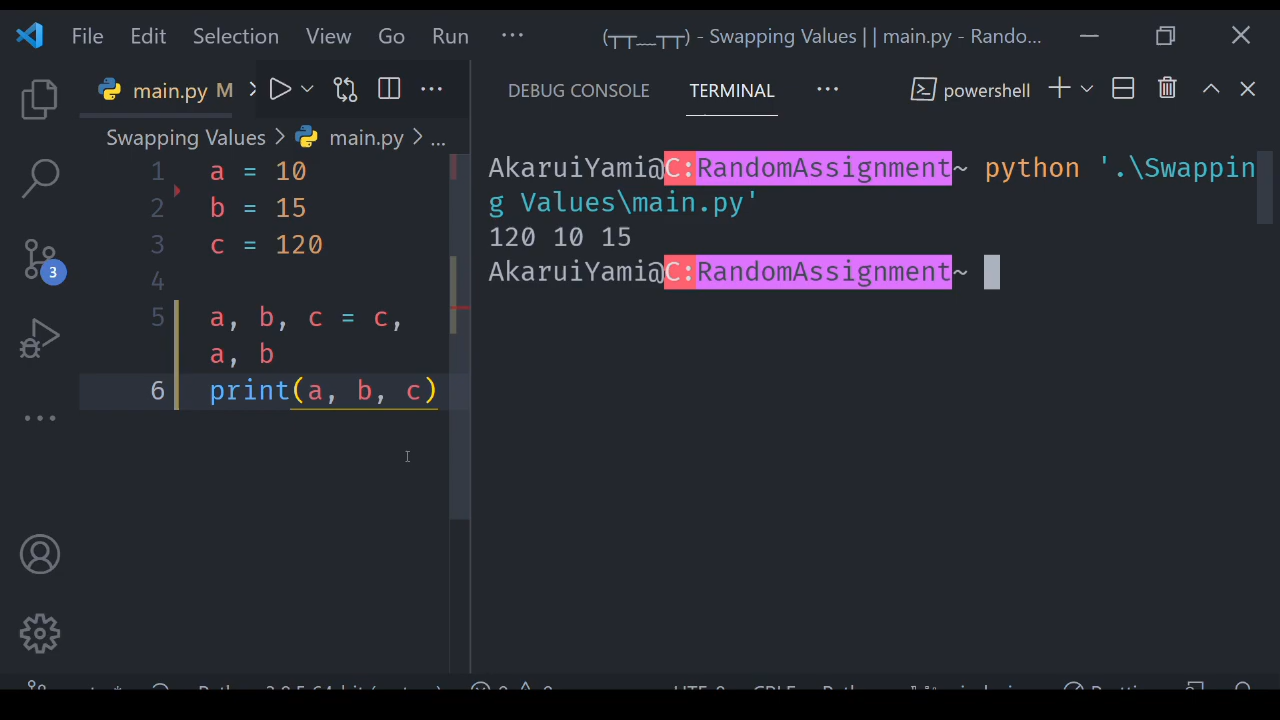 File Edit Selection View Go Run ··· (┬┬﹏┬┬) - Swapping Values || main.py - Rando...
main.py M
Swapping Values > main.py > ...
1 a = 10
2 b = 15
3 c = 120
4
5 a, b, c = c,
a, b
6 print(a, b, c)
3
DEBUG CONSOLE TERMINAL ··· powershell
AkaruiYami@C:RandomAssignment~ python '.\Swappin
g Values\main.py'
120 10 15
AkaruiYami@C:RandomAssignment~